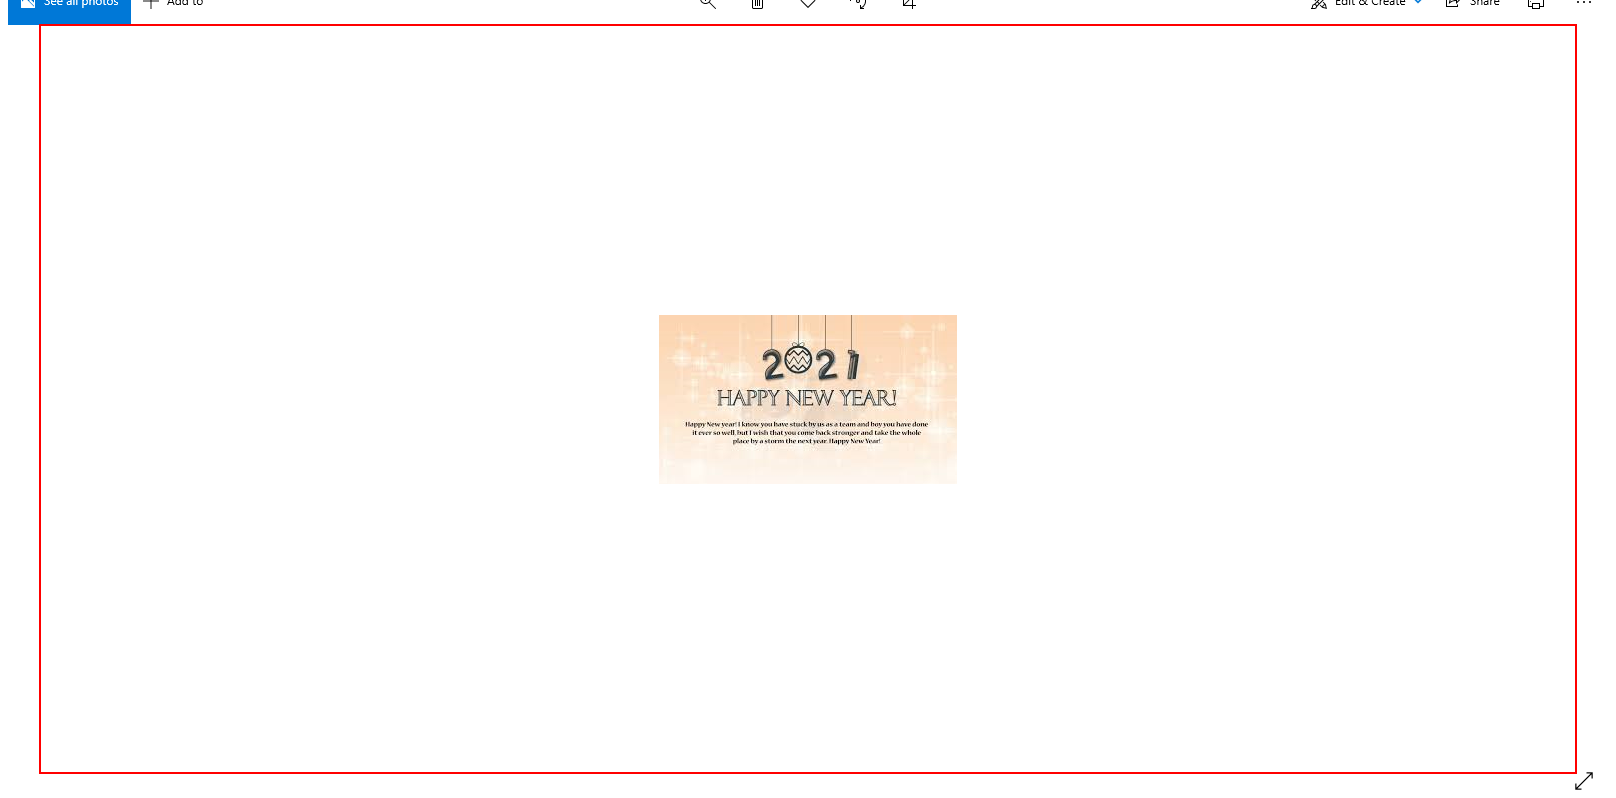 See all photos
Add to
Edit & Create
Share
2021
HAPPY NEW YEAR!
Happy New year! I know you have stuck by us as a team and boy you have done
it ever so well, but I wish that you come back stronger and take the whole
place by a storm the next year. Happy New Year!